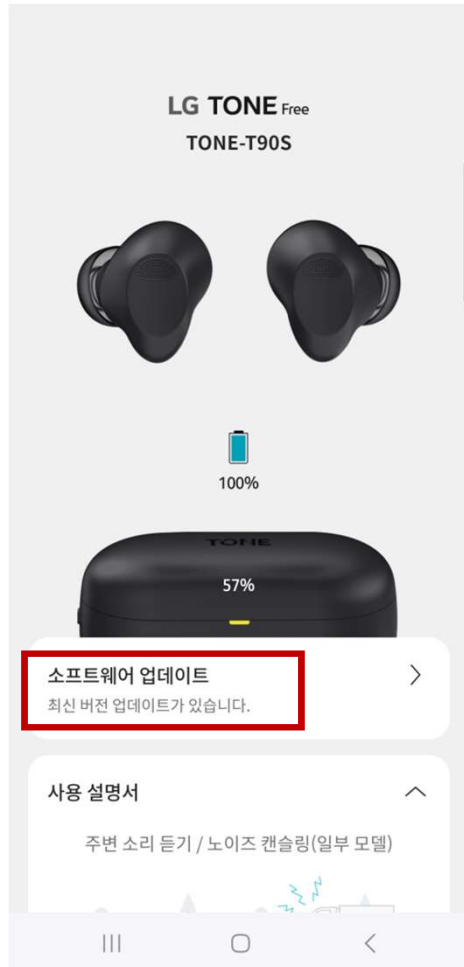 LG TONE Free
TONE-T90S
100%
TONE
57%
소프트웨어 업데이트
최신 버전 업데이트가 있습니다.
사용 설명서
주변 소리 듣기 / 노이즈 캔슬링(일부 모델)